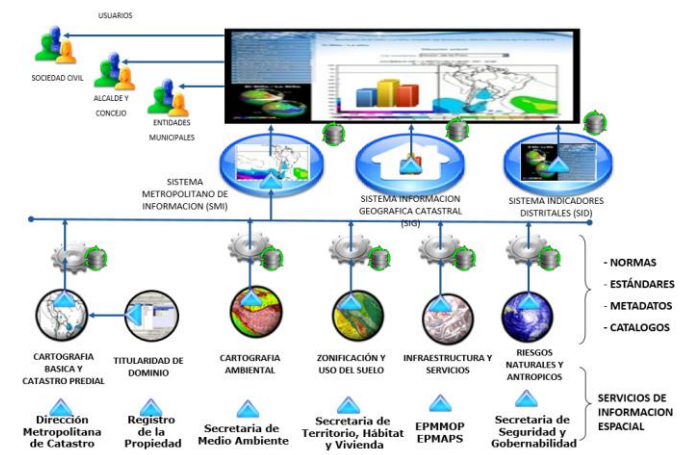 USUARIOS
SOCIEDAD CIVIL
ALCALDE Y
CONCEJO
ENTIDADES
MUNICIPALES
SISTEMA
METROPOLITANO DE
INFORMACION (SMI)
SISTEMA INFORMACION
GEOGRAFICA CATASTRAL
(SIG)
SISTEMA INDICADORES
DISTRITALES (SID)
- NORMAS
- ESTÁNDARES
- METADATOS
- CATALOGOS
CARTOGRAFIA
BASICA Y
CATASTRO PREDIAL
TITULARIDAD DE
DOMINIO
CARTOGRAFIA
AMBIENTAL
ZONIFICACIÓN Y
USO DEL SUELO
INFRAESTRUCTURA Y
SERVICIOS
RIESGOS
NATURALES Y
ANTROPICOS
Dirección
Metropolitana
de Catastro
Registro
de la
Propiedad
Secretaria de
Medio Ambiente
Secretaria de
Territorio, Hábitat
y Vivienda
EPMMOP
EPMAPS
Secretaria de
Seguridad y
Gobernabilidad
SERVICIOS DE
INFORMACION
ESPACIAL